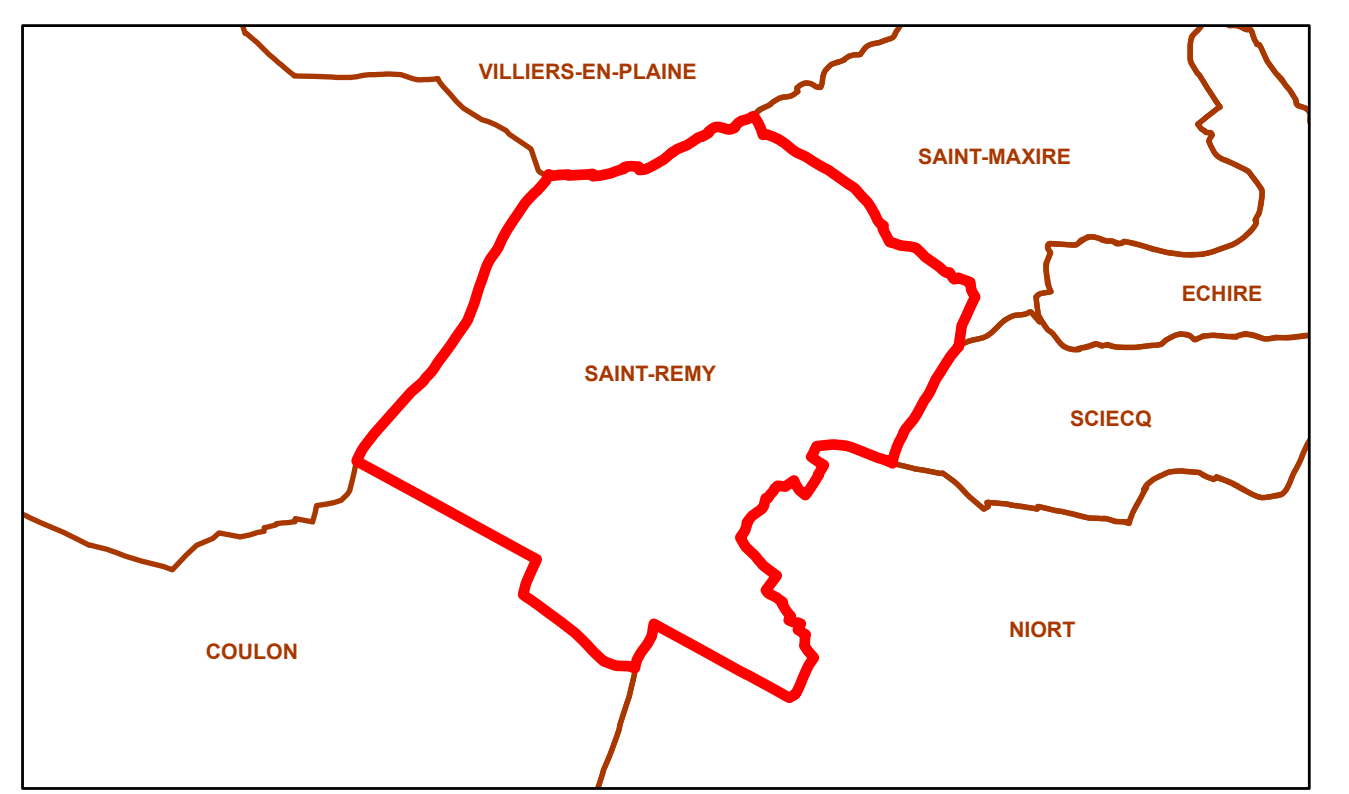 VILLIERS-EN-PLAINE
SAINT-MAXIRE
ECHIRE
SAINT-REMY
SCIECQ
NIORT
COULON